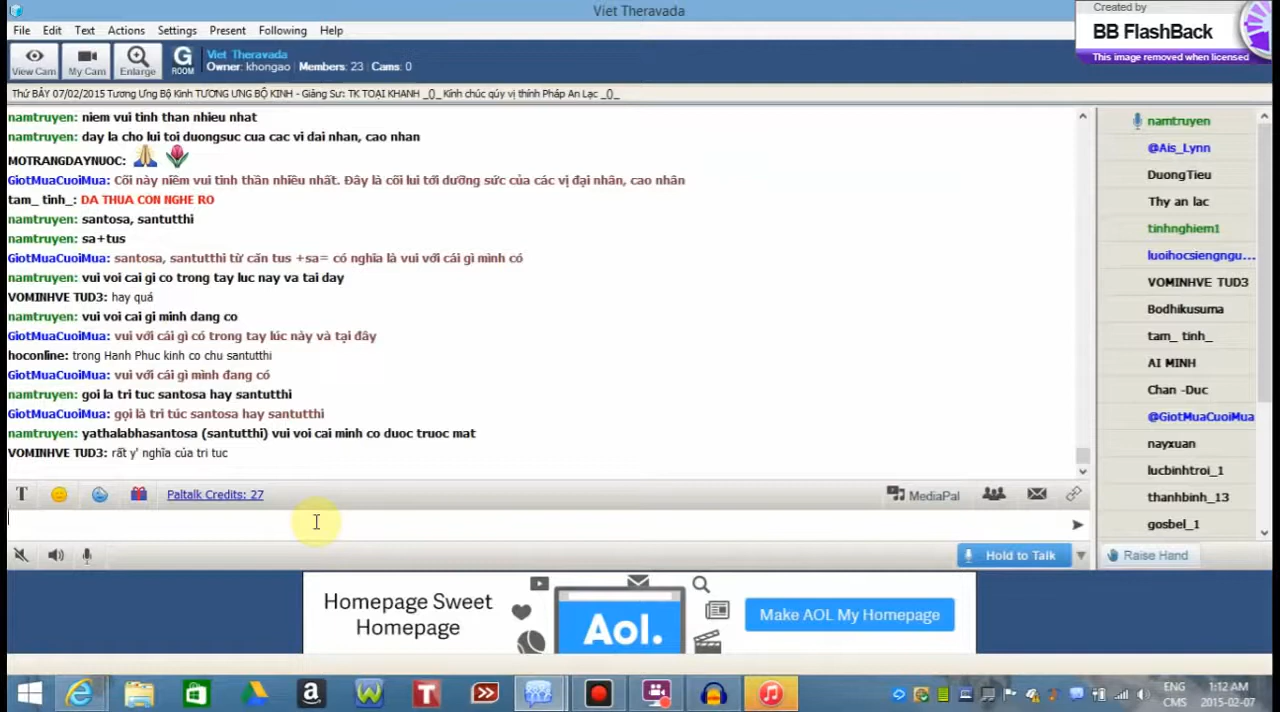 Viet Theravada
Created by
BB FlashBack
This image removed when licensed
File Edit Text Actions Settings Present Following Help
View Cam My Cam Enlarge G ROOM
Viet Theravada
Owner: khongao Members: 23 Cams: 0
Thứ BẢY 07/02/2015 Tương Ưng Bộ Kinh TƯƠNG ƯNG BỘ KINH - Giảng Sư: TK TOẠI KHANH _()_ Kính chúc qúy vị thính Pháp An Lạc _()_
namtruyen: niem vui tinh than nhieu nhat
namtruyen: day la cho lui toi duongsuc cua cac vi dai nhan, cao nhan
MOTRANGDAYNUOC:
GiotMuaCuoiMua: Cõi này niềm vui tinh thần nhiều nhất. Đây là cõi lui tới dưỡng sức của các vị đại nhân, cao nhân
tam_ tinh_: DA THUA CON NGHE RO
namtruyen: santosa, santutthi
namtruyen: sa+tus
GiotMuaCuoiMua: santosa, santutthi từ căn tus +sa= có nghĩa là vui với cái gì mình có
namtruyen: vui voi cai gi co trong tay luc nay va tai day
VOMINHVE TUD3: hay quá
namtruyen: vui voi cai gi minh dang co
GiotMuaCuoiMua: vui với cái gì có trong tay lúc này và tại đây
hoconline: trong Hanh Phuc kinh co chu santutthi
GiotMuaCuoiMua: vui với cái gì mình đang có
namtruyen: goi la tri tuc santosa hay santutthi
GiotMuaCuoiMua: gọi là tri túc santosa hay santutthi
namtruyen: yathalabhasantosa (santutthi) vui voi cai minh co duoc truoc mat
VOMINHVE TUD3: rất y' nghĩa của tri tuc
namtruyen
@Ais_Lynn
DuongTieu
Thy an lac
tinhnghiem1
luoihocsiengngu...
VOMINHVE TUD3
Bodhikusuma
tam_ tinh_
AI MINH
Chan -Duc
@GiotMuaCuoiMua
nayxuan
lucbinhtroi_1
thanhbinh_13
gosbel_1
T Paltalk Credits: 27 MediaPal
Hold to Talk Raise Hand
Homepage Sweet
Homepage
Aol.
Make AOL My Homepage
ENG 1:12 AM
CMS 2015-02-07